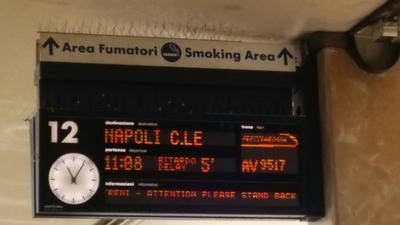 Area Fumatori Smoking Area
12
destinazione destination
NAPOLI C.LE
treno train
partenza departure
11:08 RITARDO DELAY 5' AV 9517
informazioni information
RENI - ATTENTION PLEASE STAND BACK